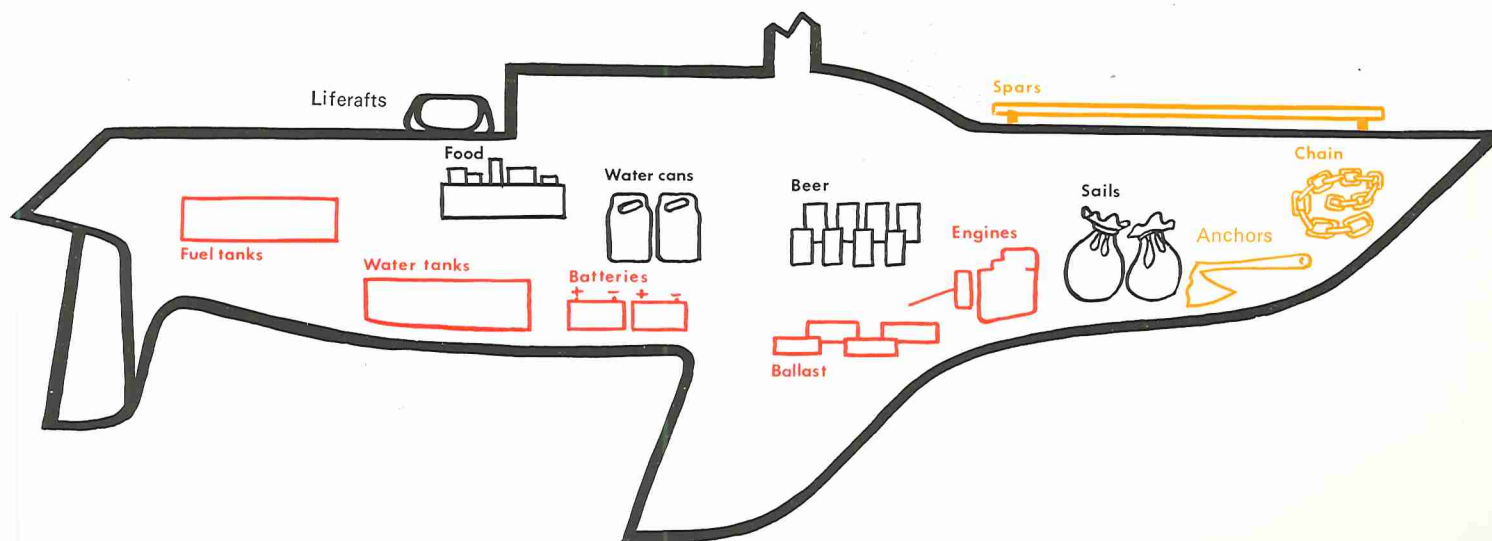 Spars
Liferafts
Food
Chain
Water cans
Beer
Sails
Engines
Anchors
Fuel tanks
Water tanks
Batteries
+ - + -
Ballast